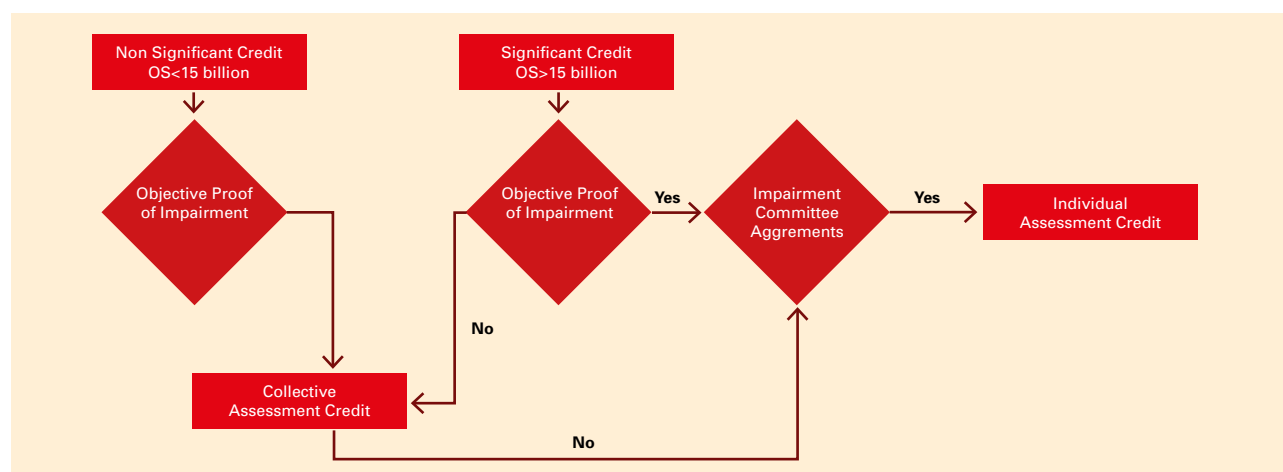 Non Significant Credit
OS<15 billion
Significant Credit
OS>15 billion
Objective Proof
of Impairment
Objective Proof
of Impairment
Yes
Impairment
Committee
Aggrements
Yes
Individual
Assessment Credit
No
Collective
Assessment Credit
No